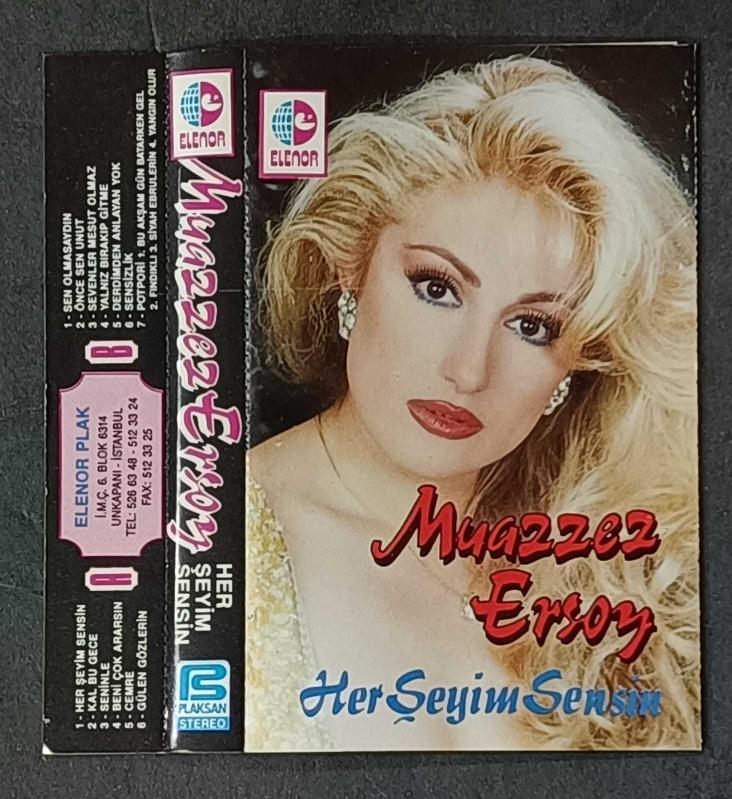 1 - SEN OLMASAYDIN
2 - ÖNCE SEN UNUT
3 - SEVENLER MESUT OLMAZ
4 - YALNIZ BIRAKIP GİTME
5 - DERDİMDEN ANLAYAN YOK
6 - SENSİZLİK
7 - POTPORİ 1. BU AKŞAM GÜN BATARKEN GEL
2. FINDIKLI 3. SİYAH EBRULERİN 4. YANGIN OLUR
B
ELENOR PLAK
İ.M.Ç. 6. BLOK 6314
UNKAPANI - İSTANBUL
TEL: 526 63 48 - 512 33 24
FAX: 512 33 25
A
1 - HER ŞEYİM SENSİN
2 - KAL BU GECE
3 - SENİNLE
4 - BENİ ÇOK ARARSIN
5 - CEMRE
6 - GÜLEN GÖZLERİN
ELENOR
Muazzez Ersoy
HER
ŞEYİM
SENSİN
PLAKSAN
STEREO
ELENOR
Muazzez
Ersoy
Her Şeyim Sensin